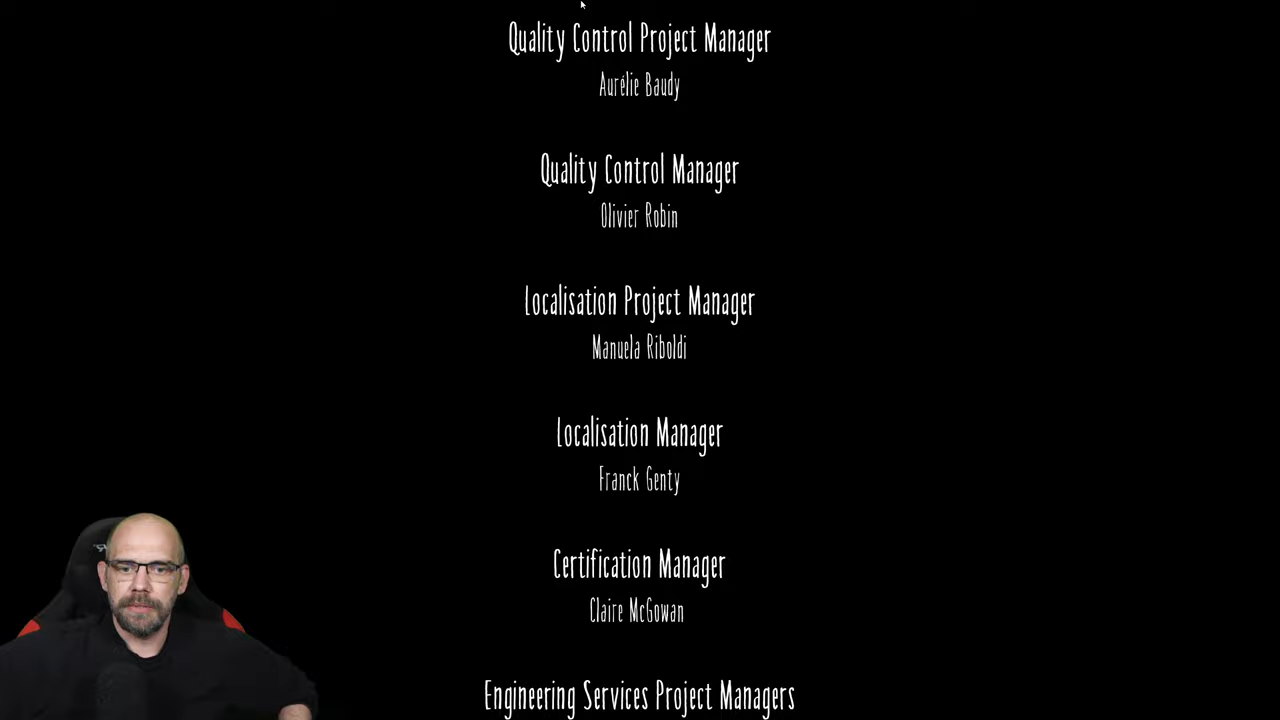 Quality Control Project Manager
Aurélie Baudy
Quality Control Manager
Olivier Robin
Localisation Project Manager
Manuela Riboldi
Localisation Manager
Franck Genty
Certification Manager
Claire McGowan
Engineering Services Project Managers